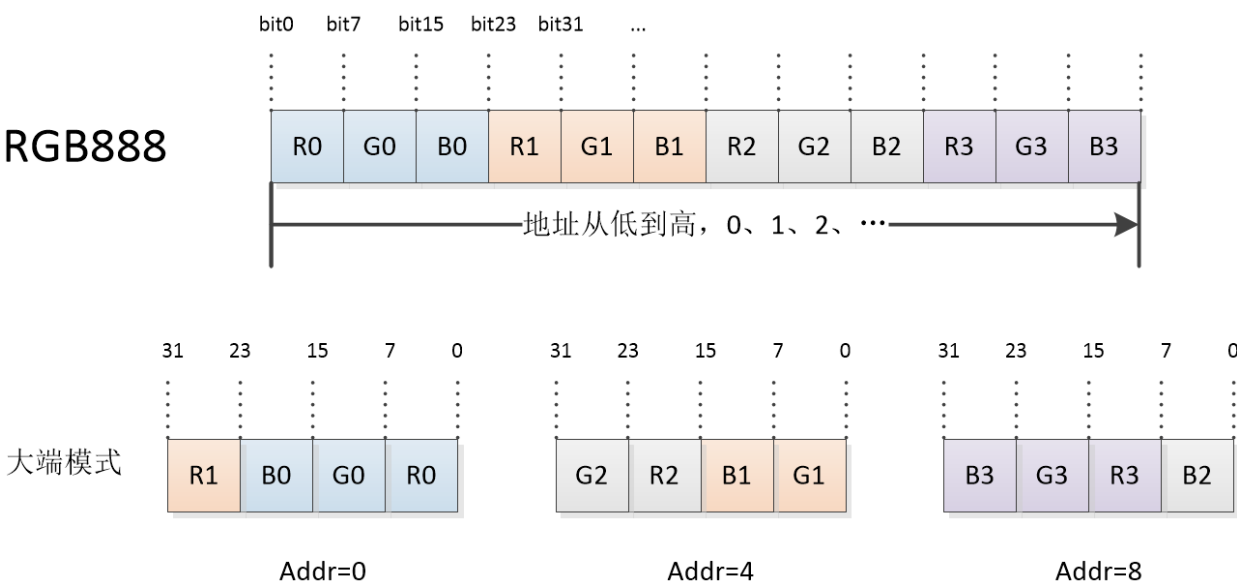 bit0 bit7 bit15 bit23 bit31 ...
RGB888
R0 G0 B0 R1 G1 B1 R2 G2 B2 R3 G3 B3
地址从低到高，0、1、2、…
31 23 15 7 0 31 23 15 7 0 31 23 15 7 0
大端模式
R1 B0 G0 R0 G2 R2 B1 G1 B3 G3 R3 B2
Addr=0 Addr=4 Addr=8